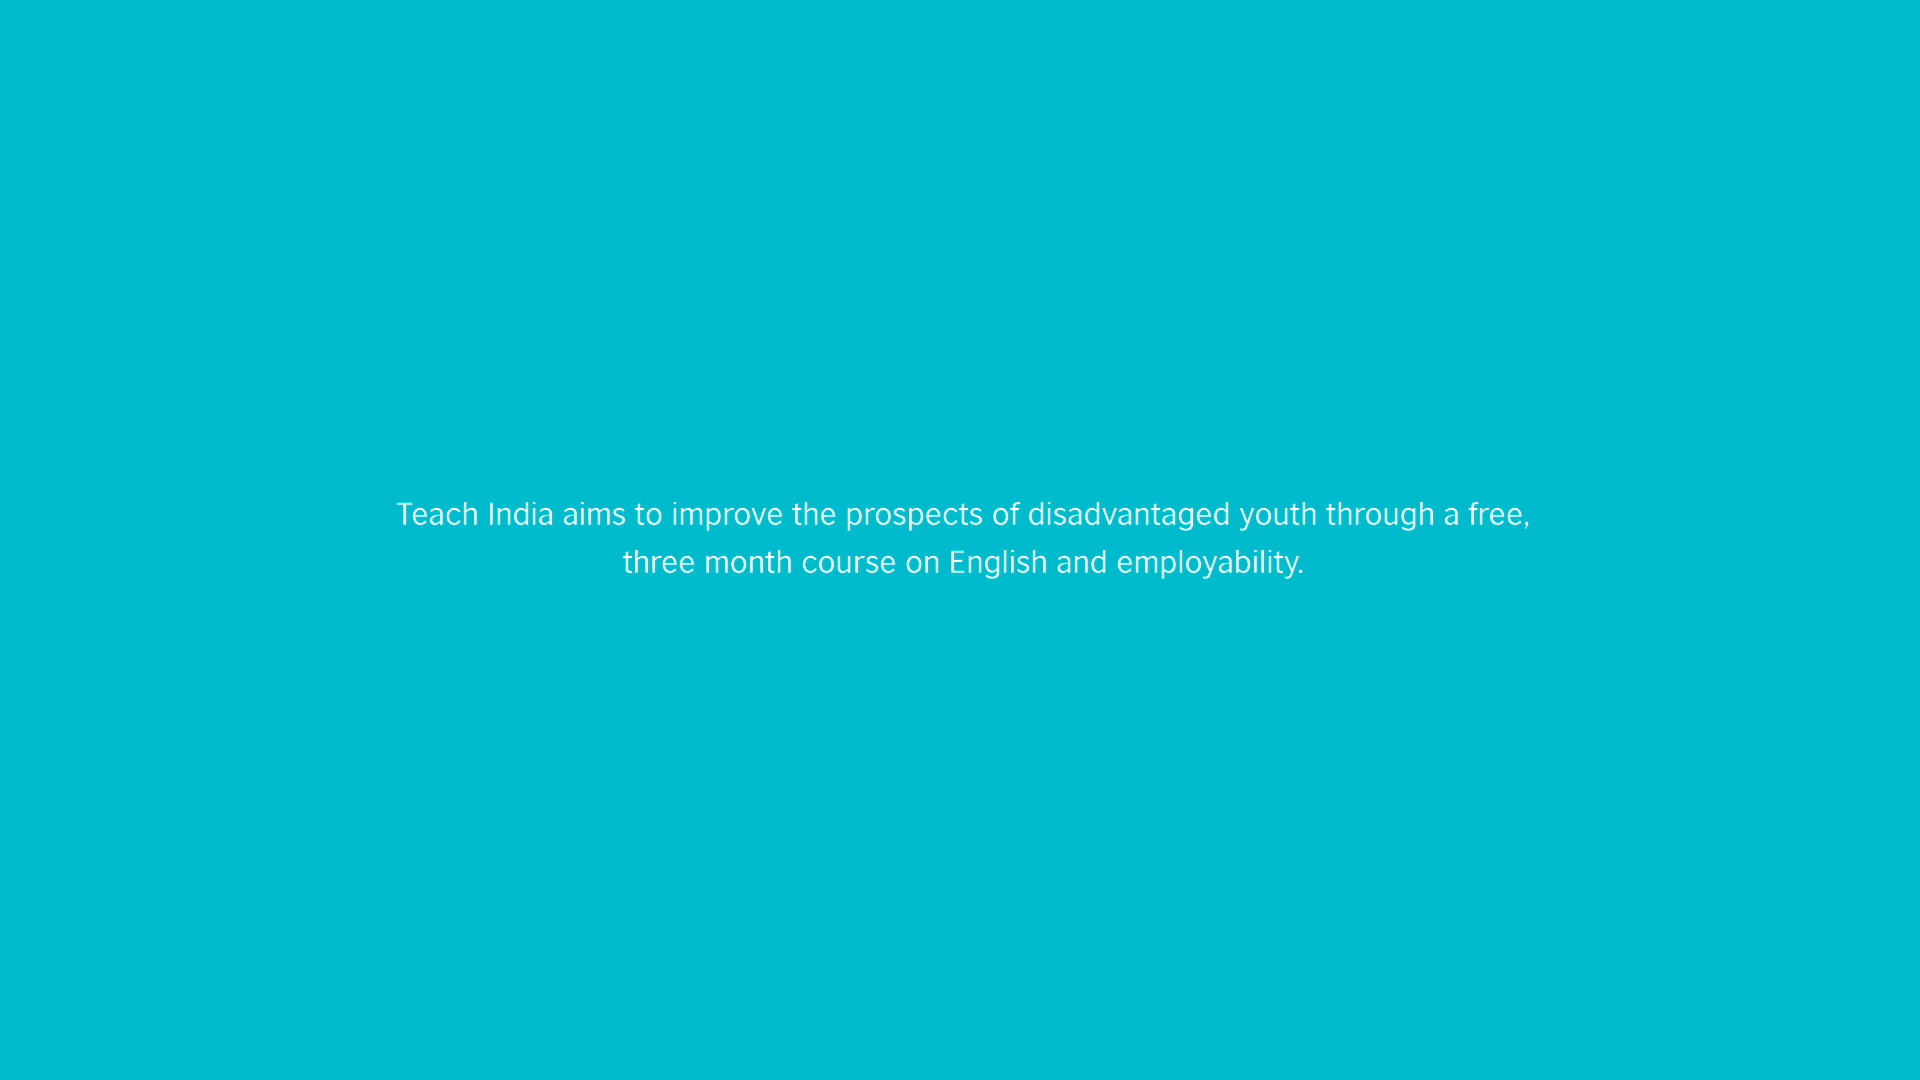 Teach India aims to improve the prospects of disadvantaged youth through a free,
three month course on English and employability.